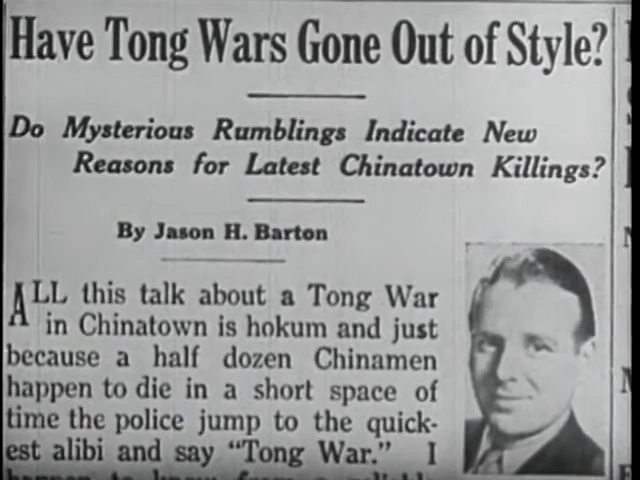 Have Tong Wars Gone Out of Style?
Do Mysterious Rumblings Indicate New
Reasons for Latest Chinatown Killings?
By Jason H. Barton
ALL this talk about a Tong War
in Chinatown is hokum and just
because a half dozen Chinamen
happen to die in a short space of
time the police jump to the quick-
est alibi and say "Tong War." I